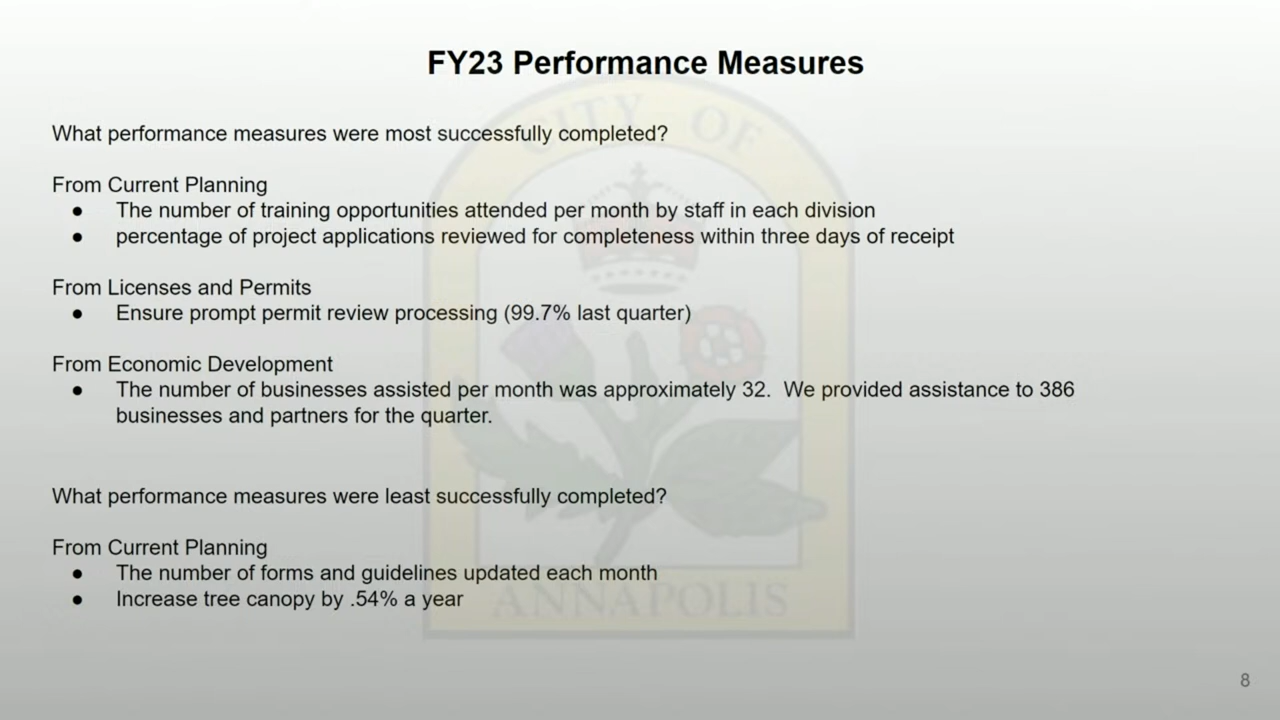 FY23 Performance Measures
What performance measures were most successfully completed?
From Current Planning
● The number of training opportunities attended per month by staff in each division
● percentage of project applications reviewed for completeness within three days of receipt
From Licenses and Permits
● Ensure prompt permit review processing (99.7% last quarter)
From Economic Development
● The number of businesses assisted per month was approximately 32.  We provided assistance to 386
businesses and partners for the quarter.
What performance measures were least successfully completed?
From Current Planning
● The number of forms and guidelines updated each month
● Increase tree canopy by .54% a year
CITY OF
ANNAPOLIS
8